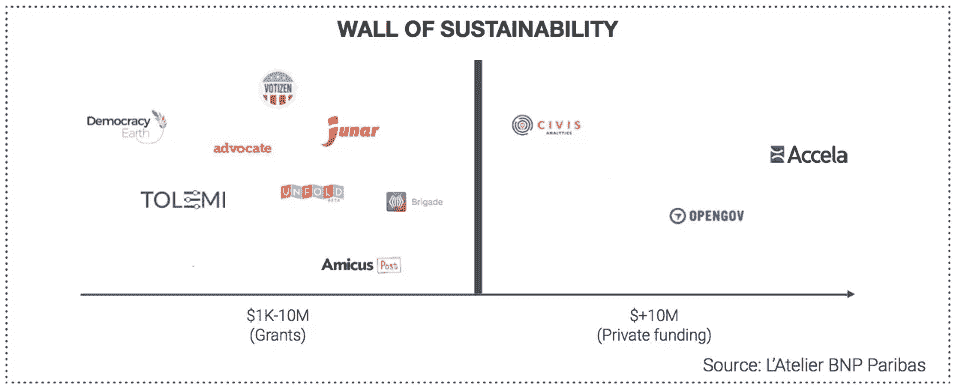 WALL OF SUSTAINABILITY
VOTIZEN
Democracy
Earth
advocate
junar
CIVIS
ANALYTICS
Accela
TOLEMI
UNFOLD
BETA
Brigade
OPENGOV
Amicus Post
$1K-10M
(Grants)
$+10M
(Private funding)
Source: L'Atelier BNP Paribas